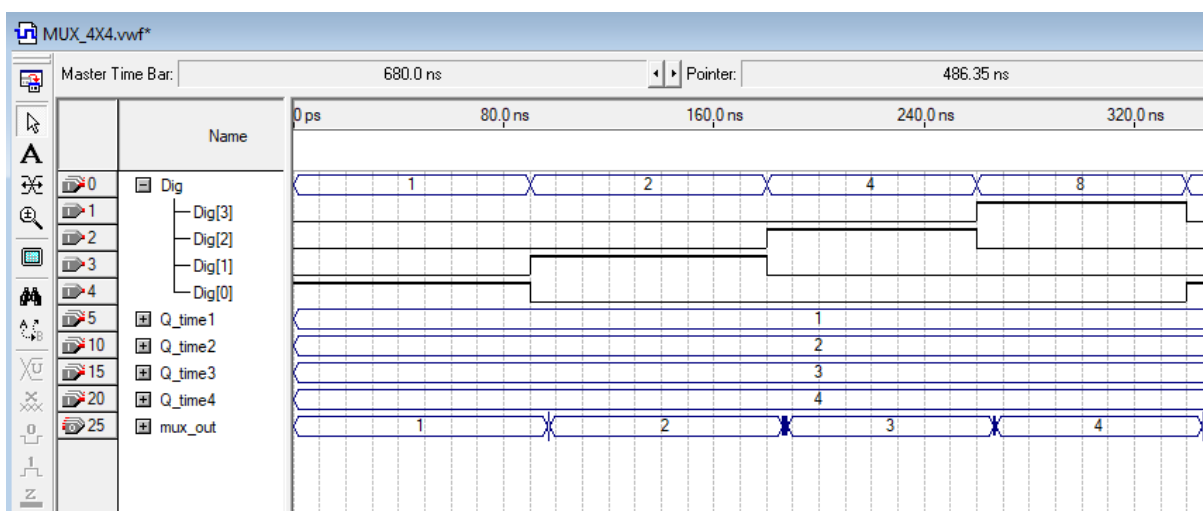 MUX_4X4.vwf*
Master Time Bar: 680.0 ns Pointer: 486.35 ns
Name 0 ps 80.0 ns 160.0 ns 240.0 ns 320.0 ns
A
0 Dig 1 2 4 8
1 Dig[3]
2 Dig[2]
3 Dig[1]
4 Dig[0]
5 Q_time1 1
10 Q_time2 2
15 Q_time3 3
20 Q_time4 4
25 mux_out 1 2 3 4
0
1
Z